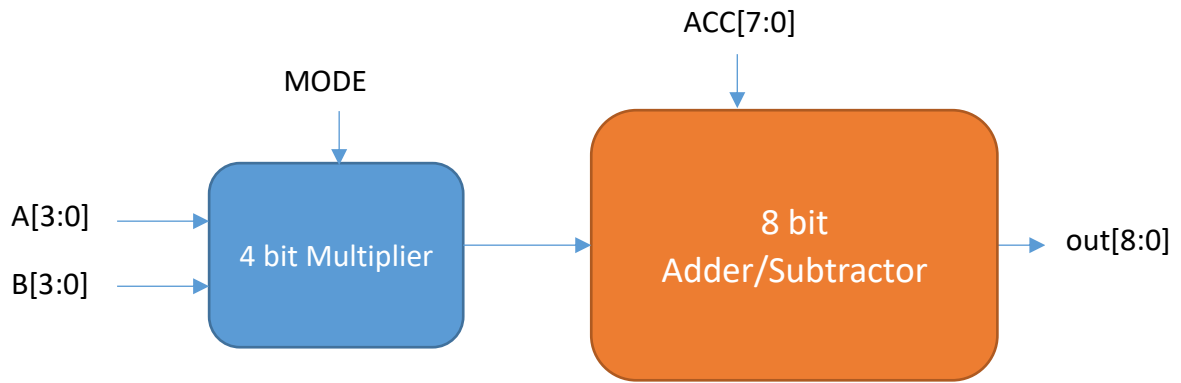 ACC[7:0]
MODE
A[3:0]
B[3:0]
4 bit Multiplier
8 bit
Adder/Subtractor
out[8:0]